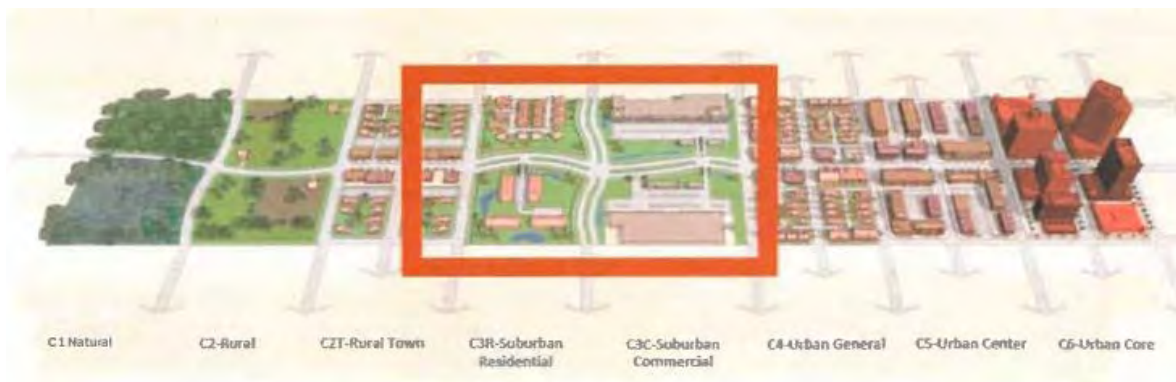 C1 Natural
C2-Rural
C2T-Rural Town
C3R-Suburban
Residential
C3C-Suburban
Commercial
C4-Urban General
C5-Urban Center
C6-Urban Core